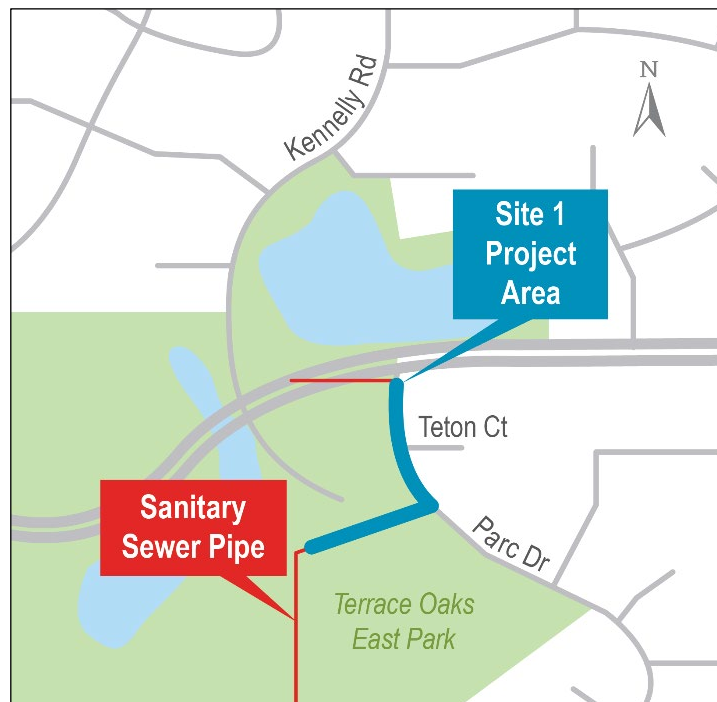 Kennelly Rd
N
Site 1
Project
Area
Teton Ct
Sanitary
Sewer Pipe
Parc Dr
Terrace Oaks
East Park